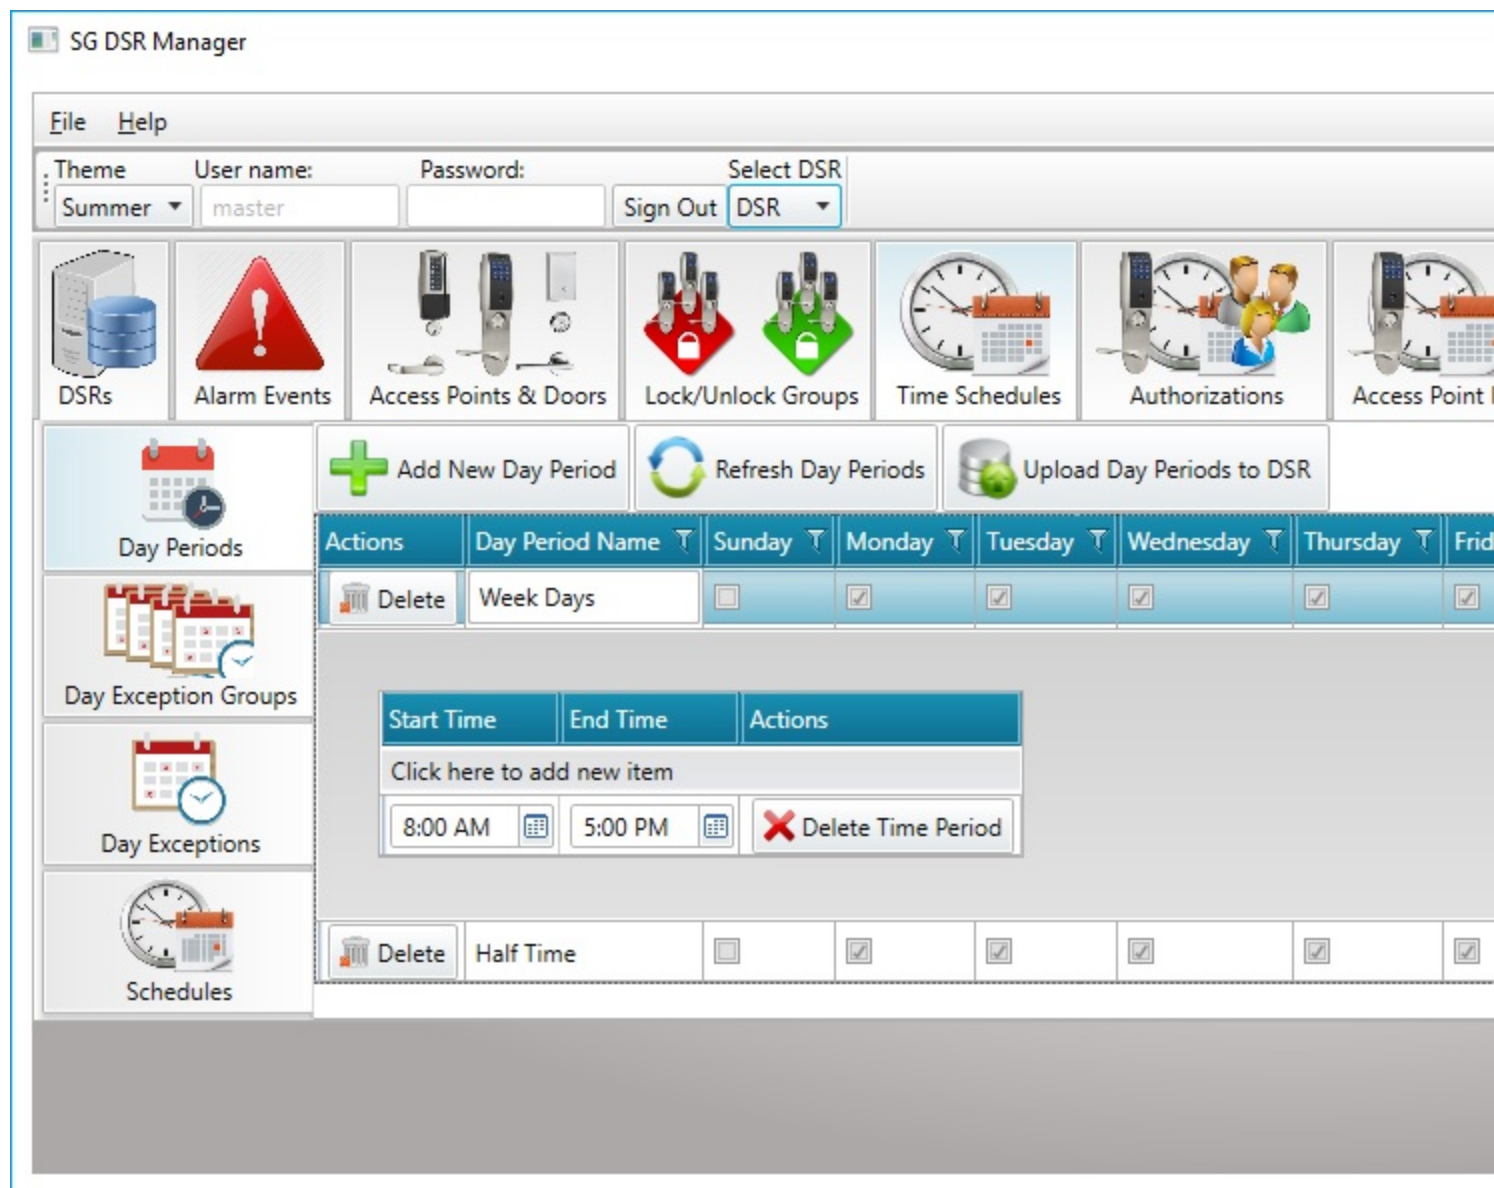 SG DSR Manager
File Help
Theme User name: Password: Select DSR
Summer master Sign Out DSR
DSRs Alarm Events Access Points & Doors Lock/Unlock Groups Time Schedules Authorizations Access Point
Day Periods
Day Exception Groups
Day Exceptions
Schedules
Add New Day Period Refresh Day Periods Upload Day Periods to DSR
Actions Day Period Name Sunday Monday Tuesday Wednesday Thursday Frid
Delete Week Days
Start Time End Time Actions
Click here to add new item
8:00 AM 5:00 PM Delete Time Period
Delete Half Time